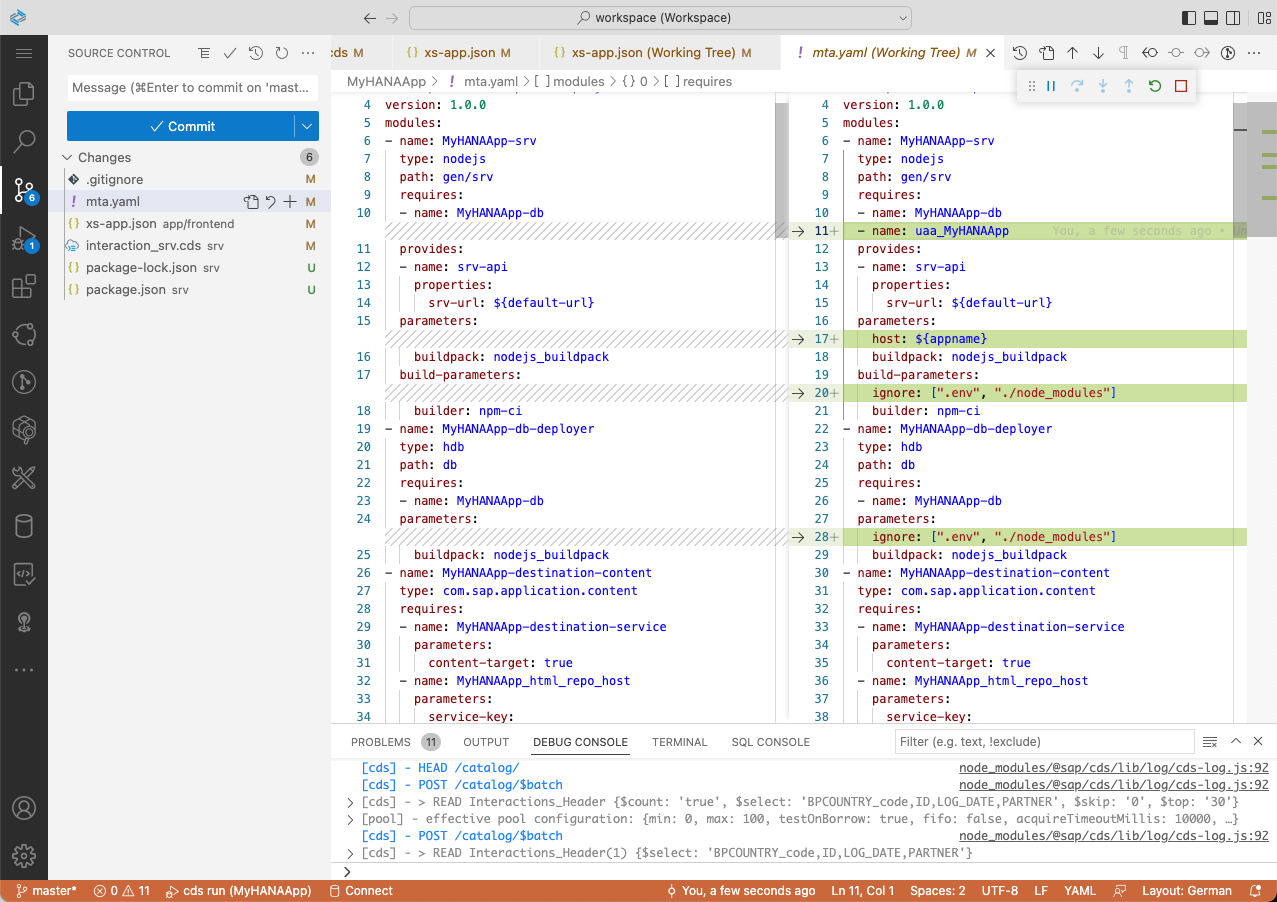 workspace (Workspace)
SOURCE CONTROL
cds M
{ } xs-app.json M
{ } xs-app.json (Working Tree) M
! mta.yaml (Working Tree) M
MyHANAApp > ! mta.yaml > [ ] modules > { } 0 > [ ] requires
Message (⌘Enter to commit on 'mast...
Commit
Changes 6
.gitignore M
! mta.yaml M
{ } xs-app.json app/frontend M
interaction_srv.cds srv M
{ } package-lock.json srv U
{ } package.json srv U
6
1
4 version: 1.0.0
5 modules:
6 - name: MyHANAApp-srv
7 type: nodejs
8 path: gen/srv
9 requires:
10 - name: MyHANAApp-db
11 provides:
12 - name: srv-api
13 properties:
14 srv-url: ${default-url}
15 parameters:
16 buildpack: nodejs_buildpack
17 build-parameters:
18 builder: npm-ci
19 - name: MyHANAApp-db-deployer
20 type: hdb
21 path: db
22 requires:
23 - name: MyHANAApp-db
24 parameters:
25 buildpack: nodejs_buildpack
26 - name: MyHANAApp-destination-content
27 type: com.sap.application.content
28 requires:
29 - name: MyHANAApp-destination-service
30 parameters:
31 content-target: true
32 - name: MyHANAApp_html_repo_host
33 parameters:
34 service-key:
4 version: 1.0.0
5 modules:
6 - name: MyHANAApp-srv
7 type: nodejs
8 path: gen/srv
9 requires:
10 - name: MyHANAApp-db
11+ - name: uaa_MyHANAApp You, a few seconds ago • Un
12 provides:
13 - name: srv-api
14 properties:
15 srv-url: ${default-url}
16 parameters:
17+ host: ${appname}
18 buildpack: nodejs_buildpack
19 build-parameters:
20+ ignore: [".env", "./node_modules"]
21 builder: npm-ci
22 - name: MyHANAApp-db-deployer
23 type: hdb
24 path: db
25 requires:
26 - name: MyHANAApp-db
27 parameters:
28+ ignore: [".env", "./node_modules"]
29 buildpack: nodejs_buildpack
30 - name: MyHANAApp-destination-content
31 type: com.sap.application.content
32 requires:
33 - name: MyHANAApp-destination-service
34 parameters:
35 content-target: true
36 - name: MyHANAApp_html_repo_host
37 parameters:
38 service-key:
PROBLEMS 11 OUTPUT DEBUG CONSOLE TERMINAL SQL CONSOLE Filter (e.g. text, !exclude)
[cds] - HEAD /catalog/ node_modules/@sap/cds/lib/log/cds-log.js:92
[cds] - POST /catalog/$batch node_modules/@sap/cds/lib/log/cds-log.js:92
> [cds] - > READ Interactions_Header {$count: 'true', $select: 'BPCOUNTRY_code,ID,LOG_DATE,PARTNER', $skip: '0', $top: '30'}
> [pool] - effective pool configuration: {min: 0, max: 100, testOnBorrow: true, fifo: false, acquireTimeoutMillis: 10000, …}
[cds] - POST /catalog/$batch node_modules/@sap/cds/lib/log/cds-log.js:92
> [cds] - > READ Interactions_Header(1) {$select: 'BPCOUNTRY_code,ID,LOG_DATE,PARTNER'}
>
master* 0 11 cds run (MyHANAApp) Connect You, a few seconds ago Ln 11, Col 1 Spaces: 2 UTF-8 LF YAML Layout: German